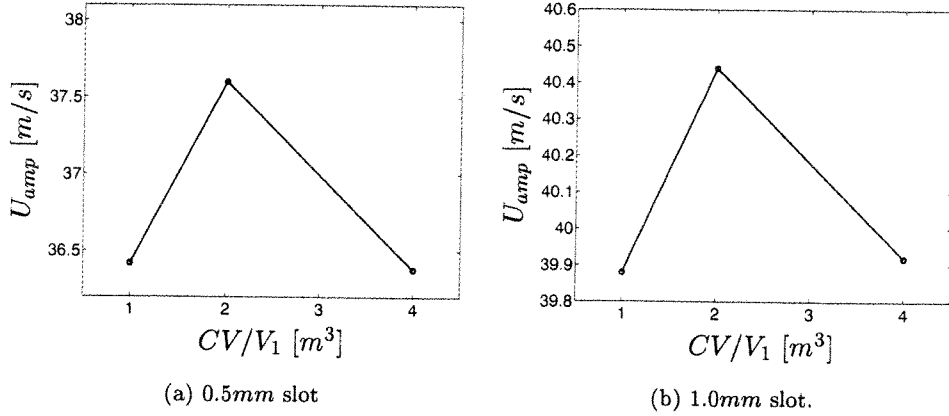 38
37.5
37
36.5
U_amp [m/s]
1 2 3 4
CV/V_1 [m^3]
(a) 0.5mm slot
40.6
40.5
40.4
40.3
40.2
40.1
40
39.9
39.8
U_amp [m/s]
1 2 3 4
CV/V_1 [m^3]
(b) 1.0mm slot.